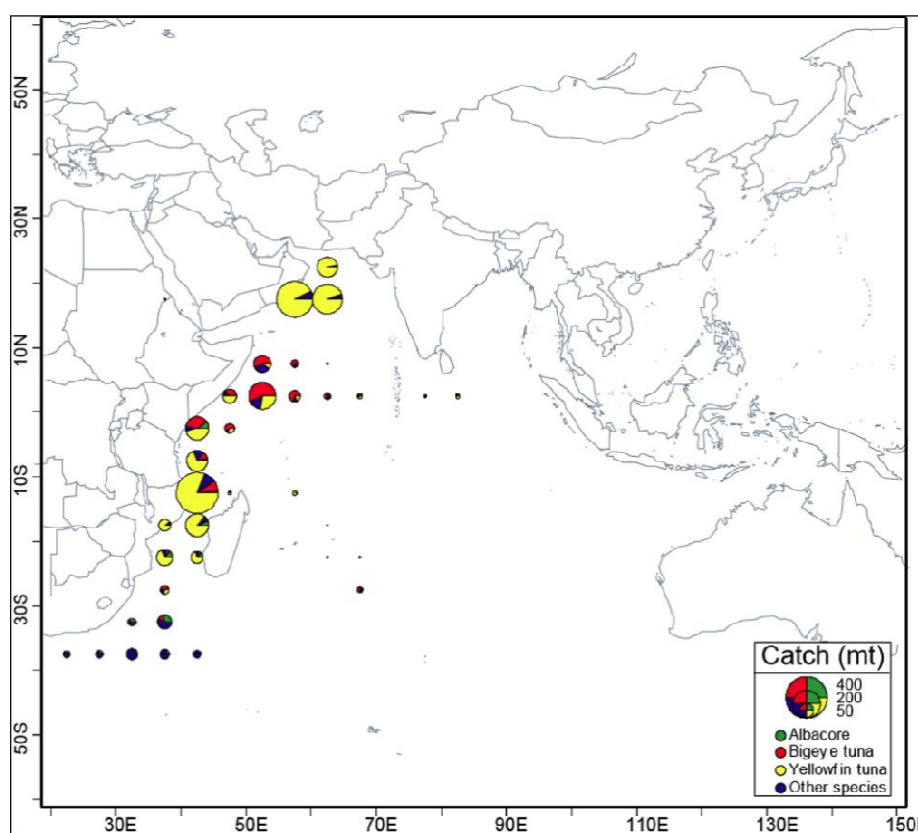 50N
30N
10N
10S
30S
50S
Catch (mt)
400
200
50
Albacore
Bigeye tuna
Yellowfin tuna
Other species
30E
50E
70E
90E
110E
130E
150E